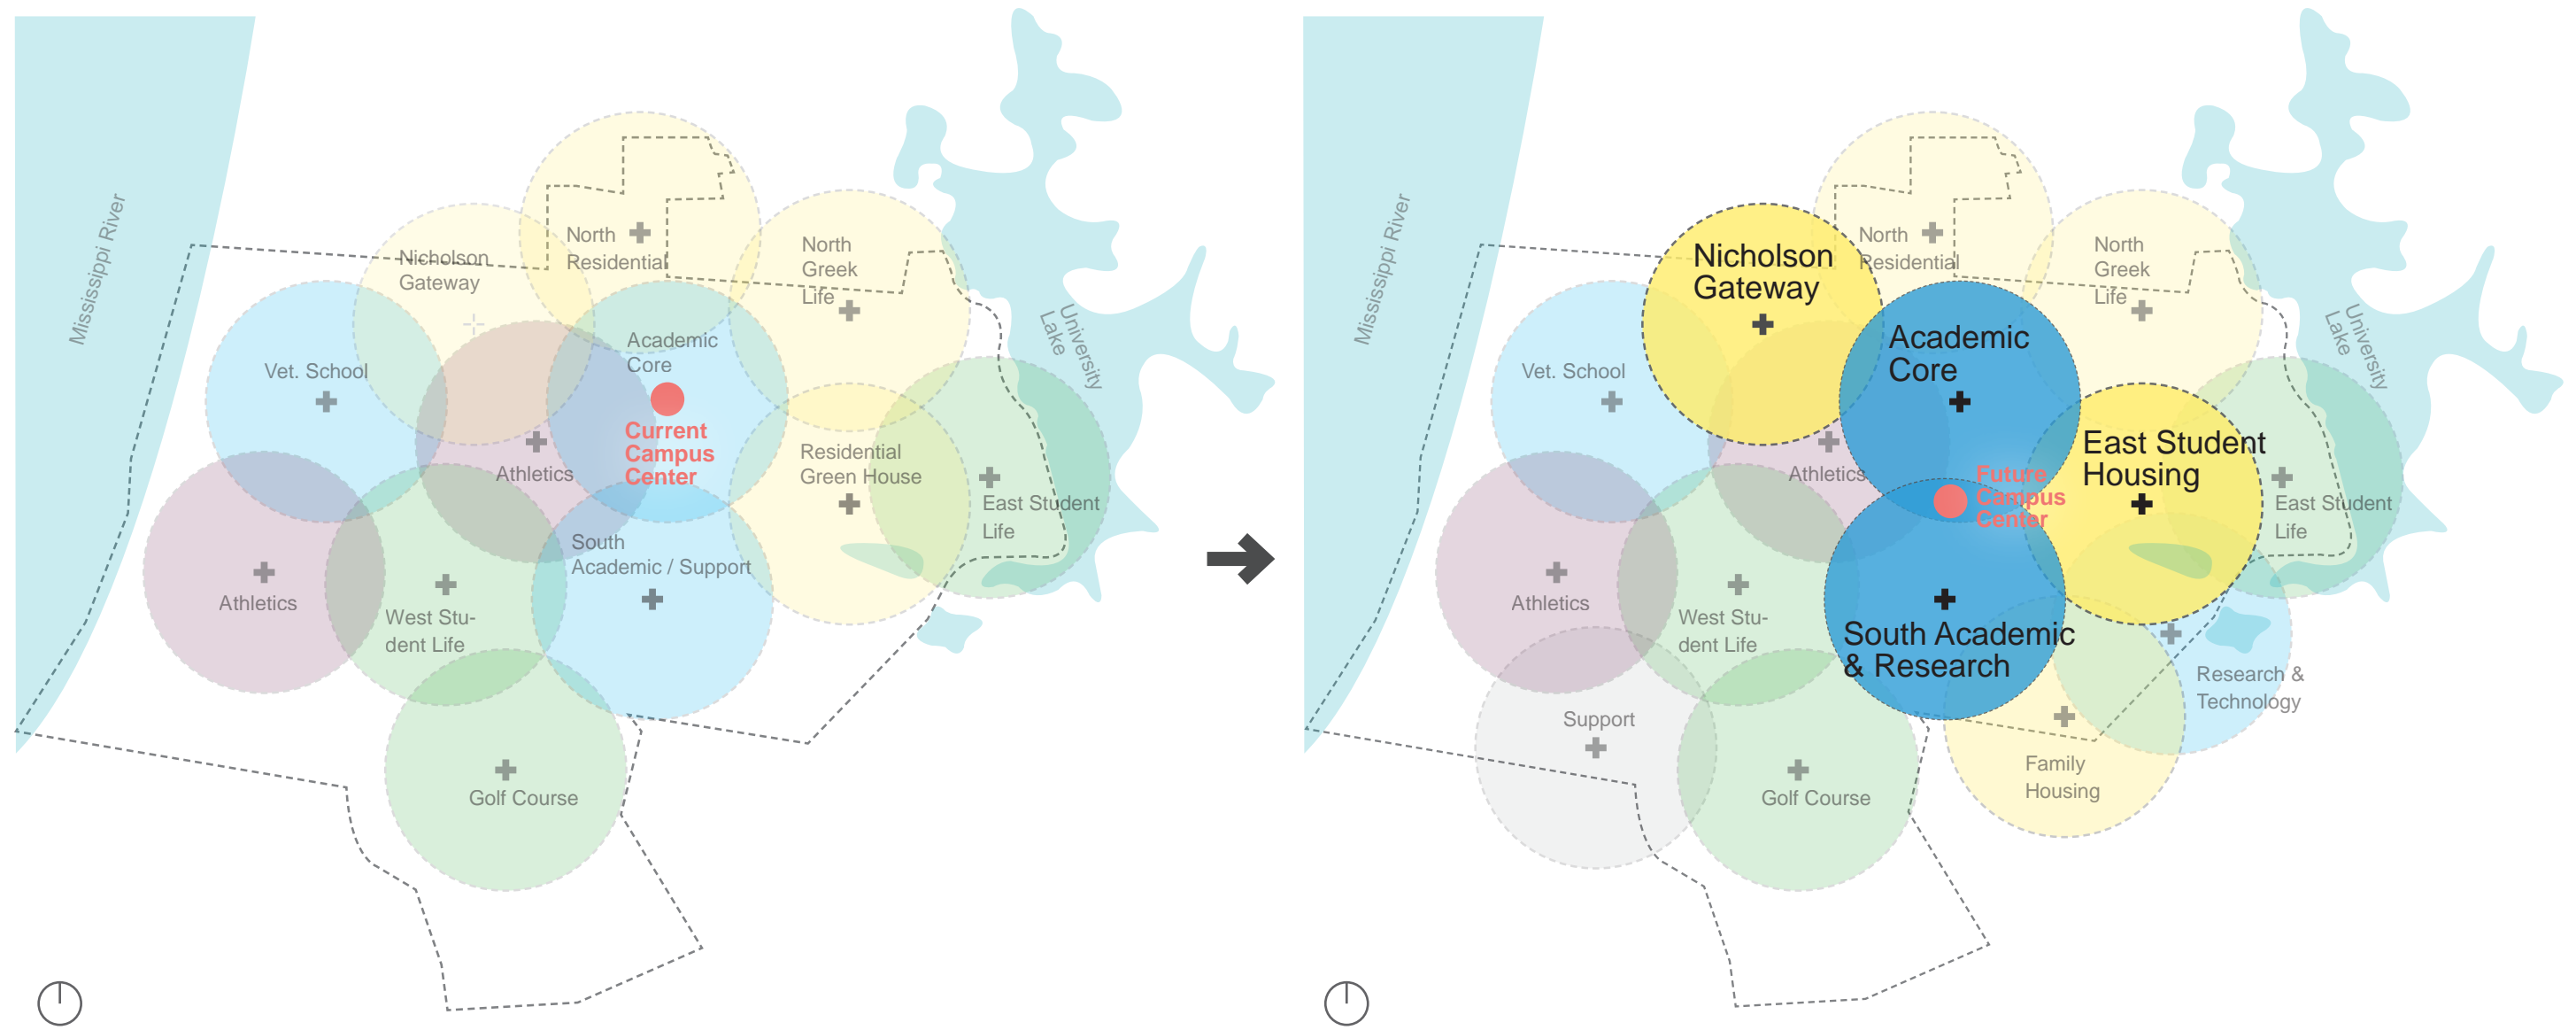 Mississippi River
Nicholson
Gateway
North
Residential
North
Greek
Life
University
Lake
Vet. School
Academic
Core
Current
Campus
Center
Athletics
Residential
Green House
East Student
Life
South
Academic / Support
Athletics
West Stu-
dent Life
Golf Course
Mississippi River
Nicholson
Gateway
North
Residential
North
Greek
Life
University
Lake
Vet. School
Academic
Core
Athletics
East Student
Housing
Future
Campus
Center
East Student
Life
Athletics
West Stu-
dent Life
South Academic
& Research
Research &
Technology
Support
Family
Housing
Golf Course